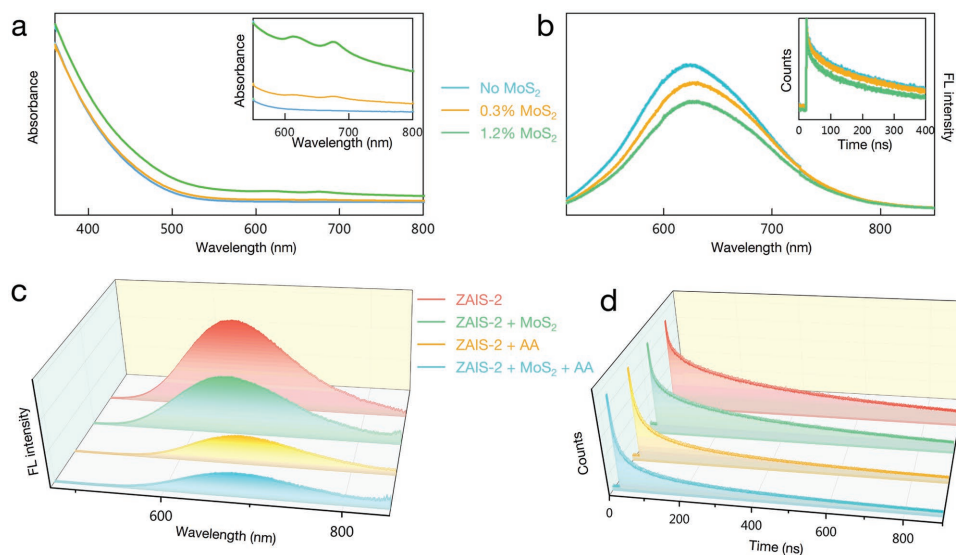 a
Absorbance
400
500
600
700
800
Wavelength (nm)
Absorbance
600
700
800
Wavelength (nm)
No MoS₂
0.3% MoS₂
1.2% MoS₂
b
FL intensity
600
700
800
Wavelength (nm)
Counts
0
100
200
300
400
Time (ns)
c
FL intensity
600
800
Wavelength (nm)
ZAIS-2
ZAIS-2 + MoS₂
ZAIS-2 + AA
ZAIS-2 + MoS₂ + AA
d
Counts
0
200
400
600
800
Time (ns)